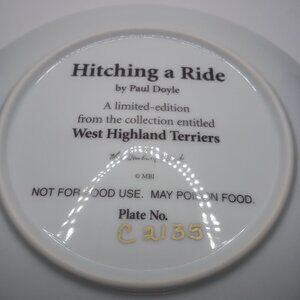 Hitching a Ride
by Paul Doyle
A limited-edition
from the collection entitled
West Highland Terriers
© MBI
NOT FOR FOOD USE. MAY POISON FOOD.
Plate No.
C2135